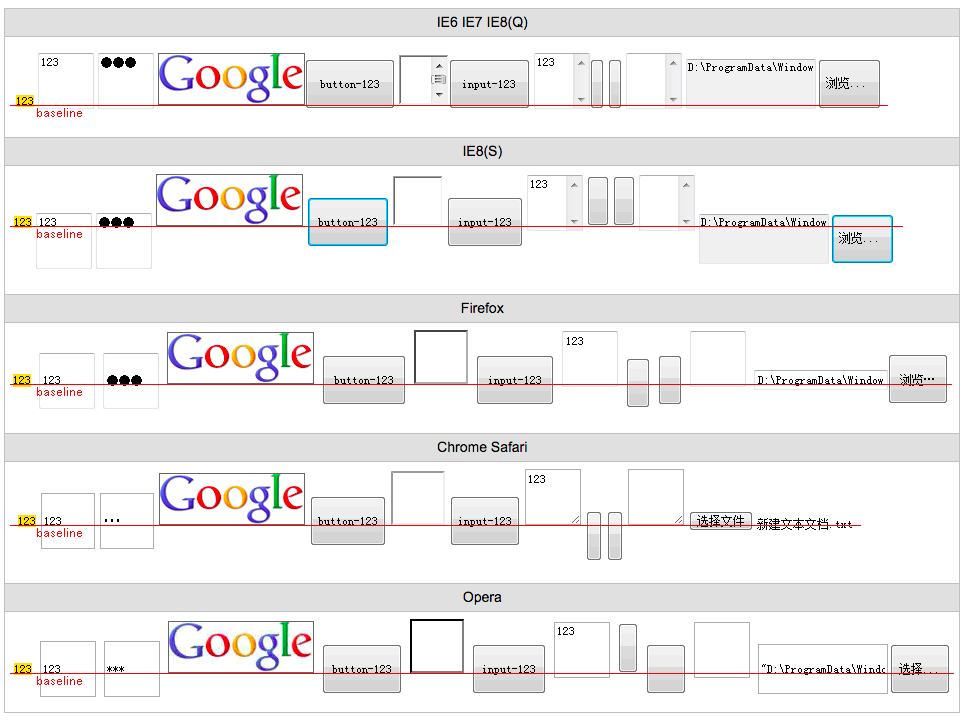 IE6 IE7 IE8(Q)
123 123 ●●● Google button-123 input-123 123 D:\ProgramData\Window 浏览...
baseline
IE8(S)
123 123 ●●● Google button-123 input-123 123 D:\ProgramData\Window 浏览...
baseline
Firefox
123 123 ●●● Google button-123 input-123 123 D:\ProgramData\Window 浏览…
baseline
Chrome Safari
123 123 ••• Google button-123 input-123 123 选择文件 新建文本文档.txt
baseline
Opera
123 123 *** Google button-123 input-123 123 "D:\ProgramData\Windo 选择...
baseline